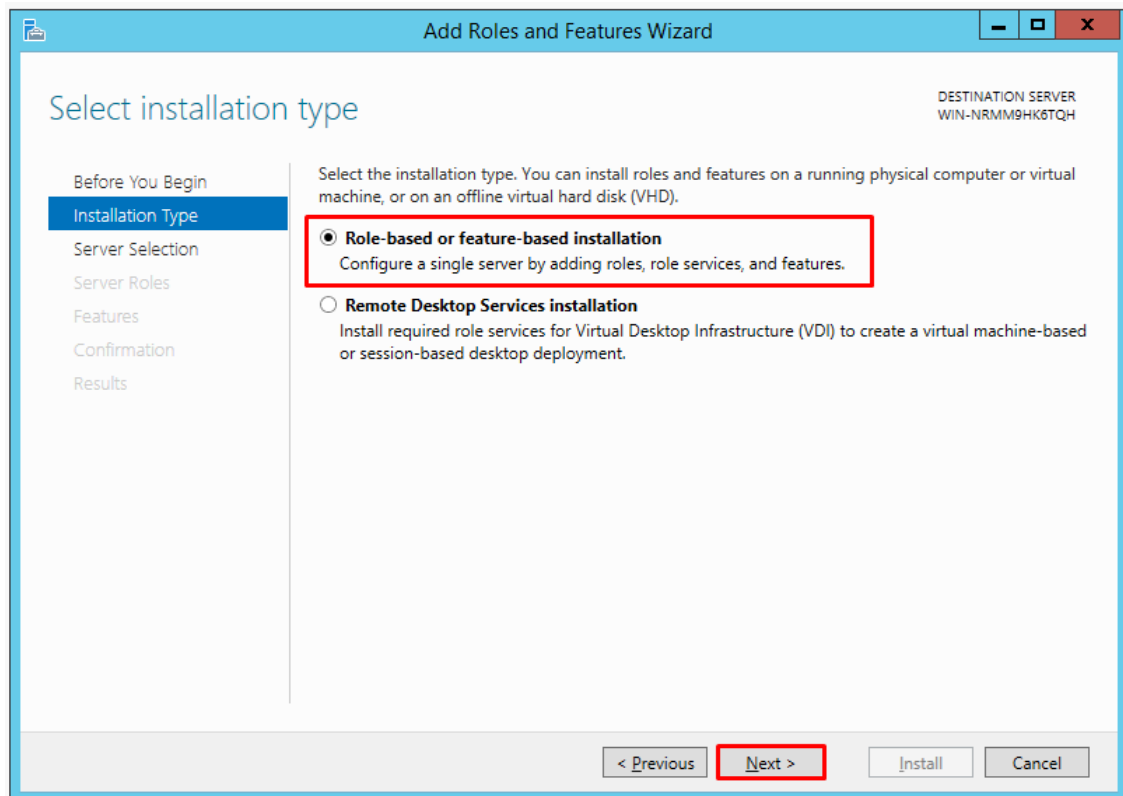 Add Roles and Features Wizard
Select installation type
DESTINATION SERVER
WIN-NRMM9HK6TQH
Before You Begin
Installation Type
Server Selection
Server Roles
Features
Confirmation
Results
Select the installation type. You can install roles and features on a running physical computer or virtual
machine, or on an offline virtual hard disk (VHD).
Role-based or feature-based installation
Configure a single server by adding roles, role services, and features.
Remote Desktop Services installation
Install required role services for Virtual Desktop Infrastructure (VDI) to create a virtual machine-based
or session-based desktop deployment.
< Previous
Next >
Install
Cancel